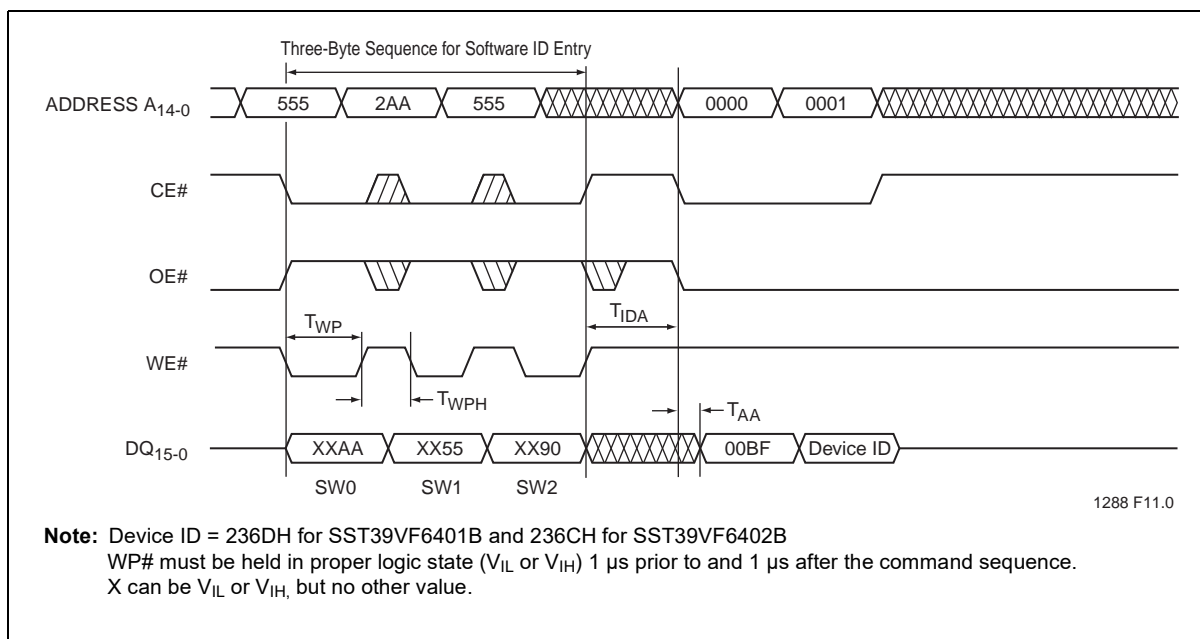 Three-Byte Sequence for Software ID Entry
ADDRESS A14-0
555
2AA
555
0000
0001
CE#
OE#
TWP
TIDA
WE#
TWPH
TAA
DQ15-0
XXAA
XX55
XX90
00BF
Device ID
SW0
SW1
SW2
1288 F11.0
Note: Device ID = 236DH for SST39VF6401B and 236CH for SST39VF6402B
WP# must be held in proper logic state (VIL or VIH) 1 µs prior to and 1 µs after the command sequence.
X can be VIL or VIH, but no other value.